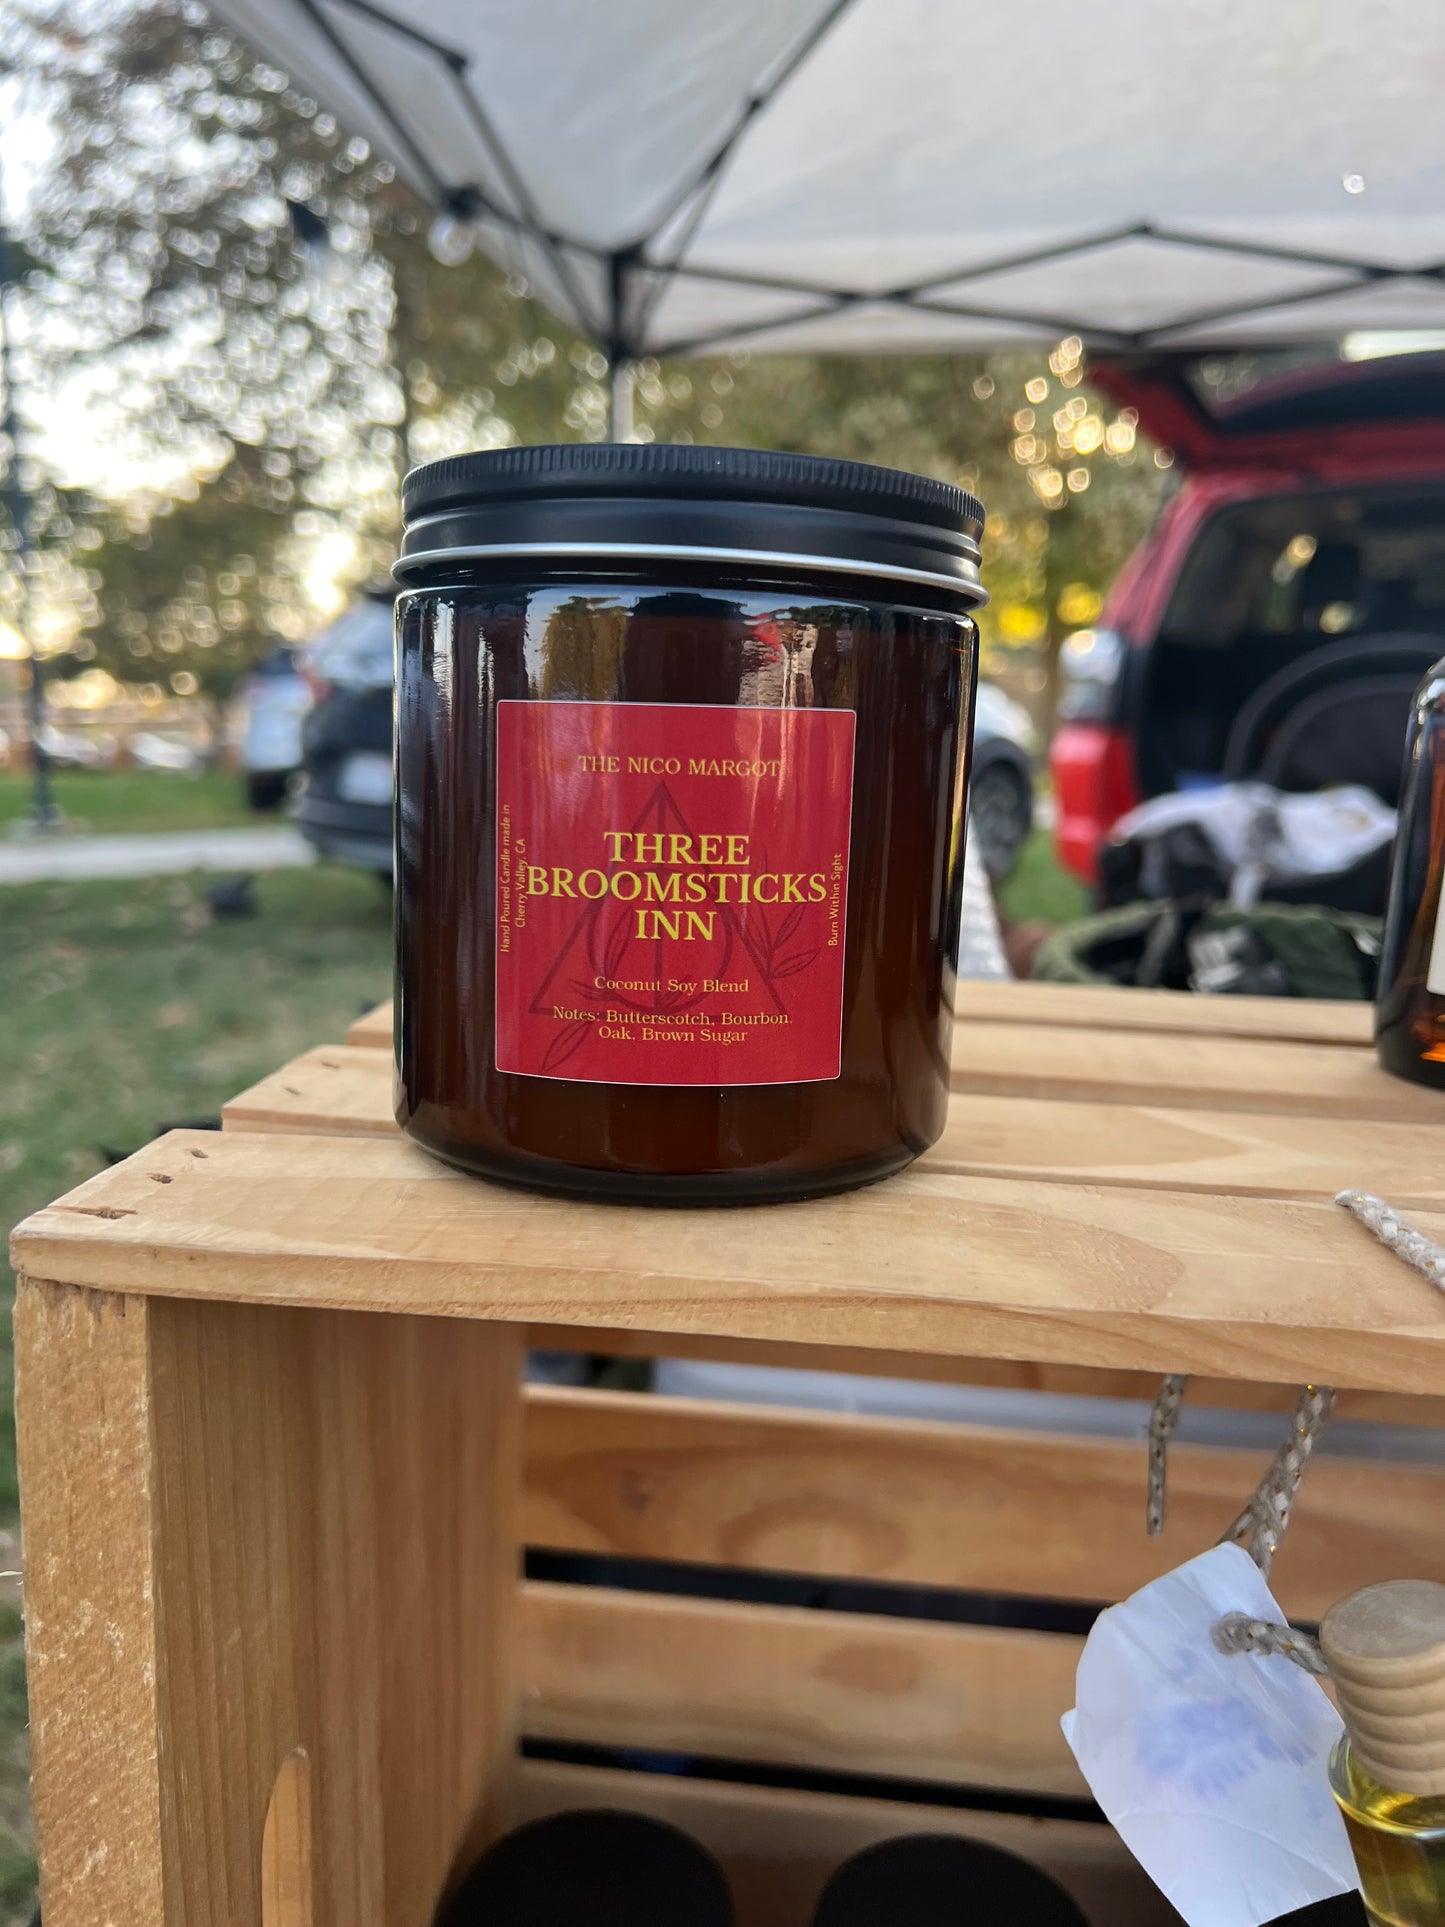 THE NICO MARGOT
THREE
BROOMSTICKS
INN
Coconut Soy Blend
Notes: Butterscotch, Bourbon,
Oak, Brown Sugar
Hand Poured Candle made in
Cherry Valley, CA
Burn Within Sight